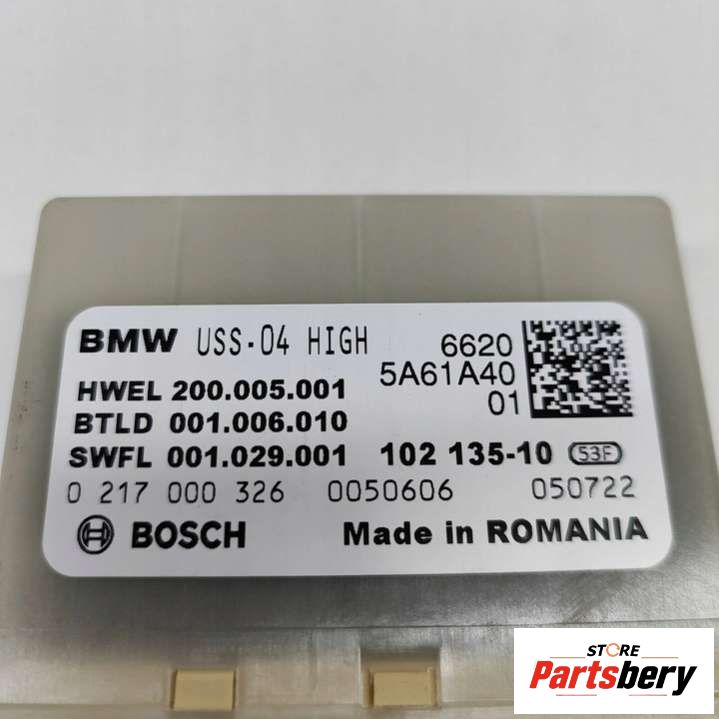 BMW USS-04 HIGH 6620
HWEL 200.005.001 5A61A40
BTLD 001.006.010 01
SWFL 001.029.001 102 135-10 53F
0 217 000 326 0050606 050722
BOSCH Made in ROMANIA
STORE
Partsbery